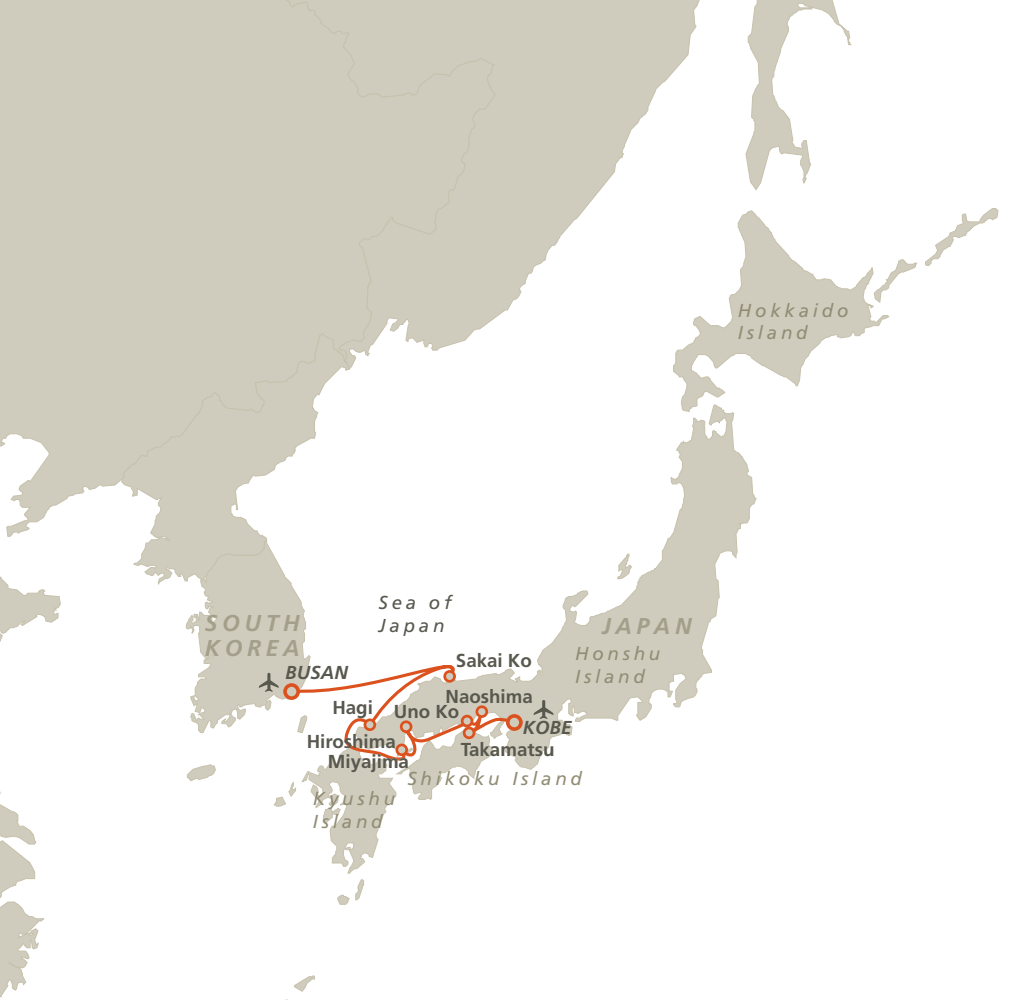 Hokkaido
Island
Sea of
Japan
SOUTH
KOREA
JAPAN
Honshu
Island
Sakai Ko
BUSAN
Naoshima
Hagi
Uno Ko
KOBE
Hiroshima
Takamatsu
Miyajima
Shikoku Island
Kyushu
Island